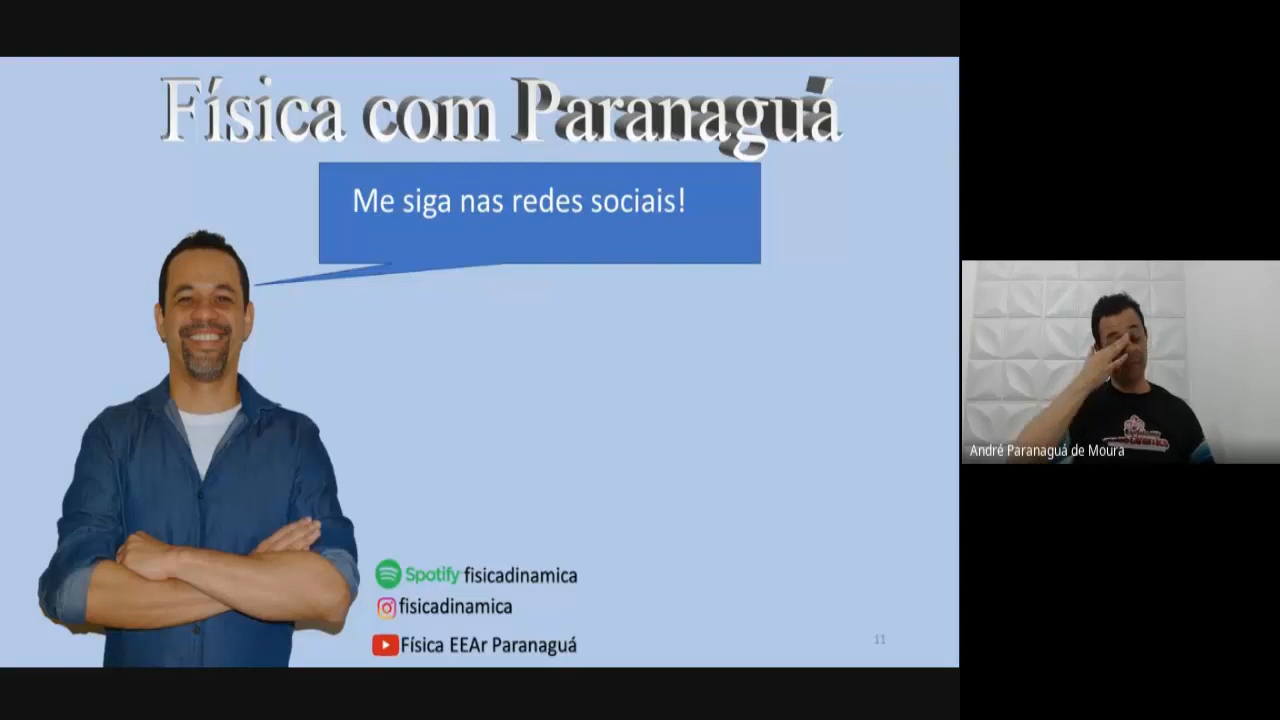 Física com Paranaguá
Me siga nas redes sociais!
Spotify fisicadinamica
fisicadinamica
Física EEAr Paranaguá
11
André Paranaguá de Moura